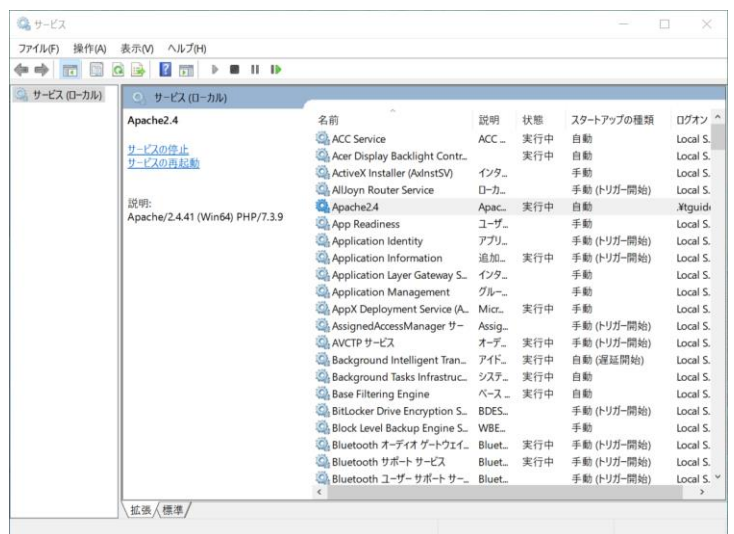 サービス
ファイル(F) 操作(A) 表示(V) ヘルプ(H)
サービス (ローカル)
サービス (ローカル)
Apache2.4
サービスの停止
サービスの再起動
説明:
Apache/2.4.41 (Win64) PHP/7.3.9
名前 説明 状態 スタートアップの種類 ログオン
ACC Service ACC ... 実行中 自動 Local S.
Acer Display Backlight Contr... 実行中 自動 Local S.
ActiveX Installer (AxInstSV) インタ... 手動 Local S.
AllJoyn Router Service ローカ... 手動 (トリガー開始) Local S.
Apache2.4 Apac... 実行中 自動 .¥tguide
App Readiness ユーザ... 手動 Local S.
Application Identity アプリ... 手動 (トリガー開始) Local S.
Application Information 追加... 実行中 手動 (トリガー開始) Local S.
Application Layer Gateway S... インタ... 手動 Local S.
Application Management グルー... 手動 Local S.
AppX Deployment Service (A... Micr... 実行中 手動 Local S.
AssignedAccessManager サー Assig... 手動 (トリガー開始) Local S.
AVCTP サービス オーデ... 実行中 手動 (トリガー開始) Local S.
Background Intelligent Tran... アイド... 実行中 自動 (遅延開始) Local S.
Background Tasks Infrastruc... システ... 実行中 自動 Local S.
Base Filtering Engine ベース ... 実行中 自動 Local S.
BitLocker Drive Encryption S... BDES... 手動 (トリガー開始) Local S.
Block Level Backup Engine S... WBE... 手動 Local S.
Bluetooth オーディオ ゲートウェイ... Bluet... 実行中 手動 (トリガー開始) Local S.
Bluetooth サポート サービス Bluet... 実行中 手動 (トリガー開始) Local S.
Bluetooth ユーザー サポート サー... Bluet... 手動 (トリガー開始) Local S.
拡張 標準